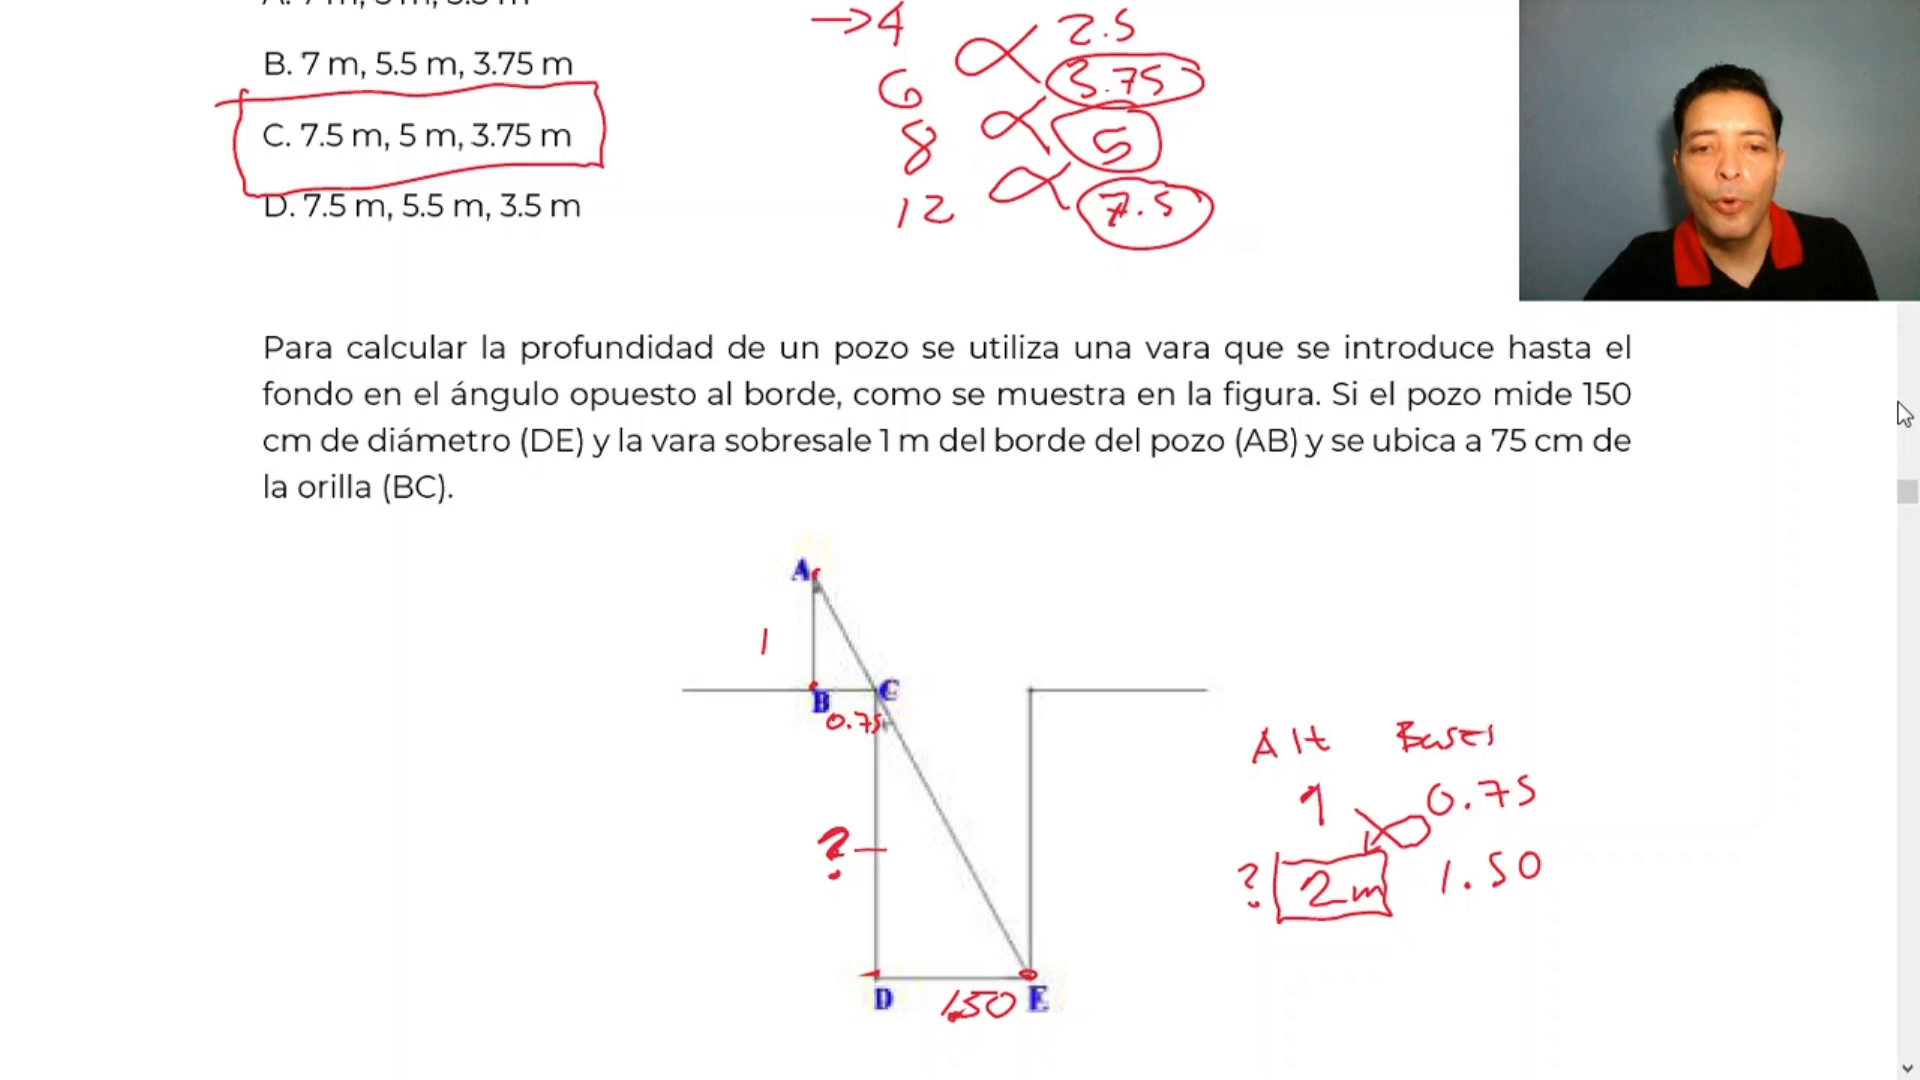 B. 7 m, 5.5 m, 3.75 m
C. 7.5 m, 5 m, 3.75 m
D. 7.5 m, 5.5 m, 3.5 m
→4 2.5
6 3.75
8 5
12 7.5
Para calcular la profundidad de un pozo se utiliza una vara que se introduce hasta el
fondo en el ángulo opuesto al borde, como se muestra en la figura. Si el pozo mide 150
cm de diámetro (DE) y la vara sobresale 1 m del borde del pozo (AB) y se ubica a 75 cm de
la orilla (BC).
A
1
B C
0.75
?
D 1.50 E
Alt Bases
1 0.75
? 2m 1.50